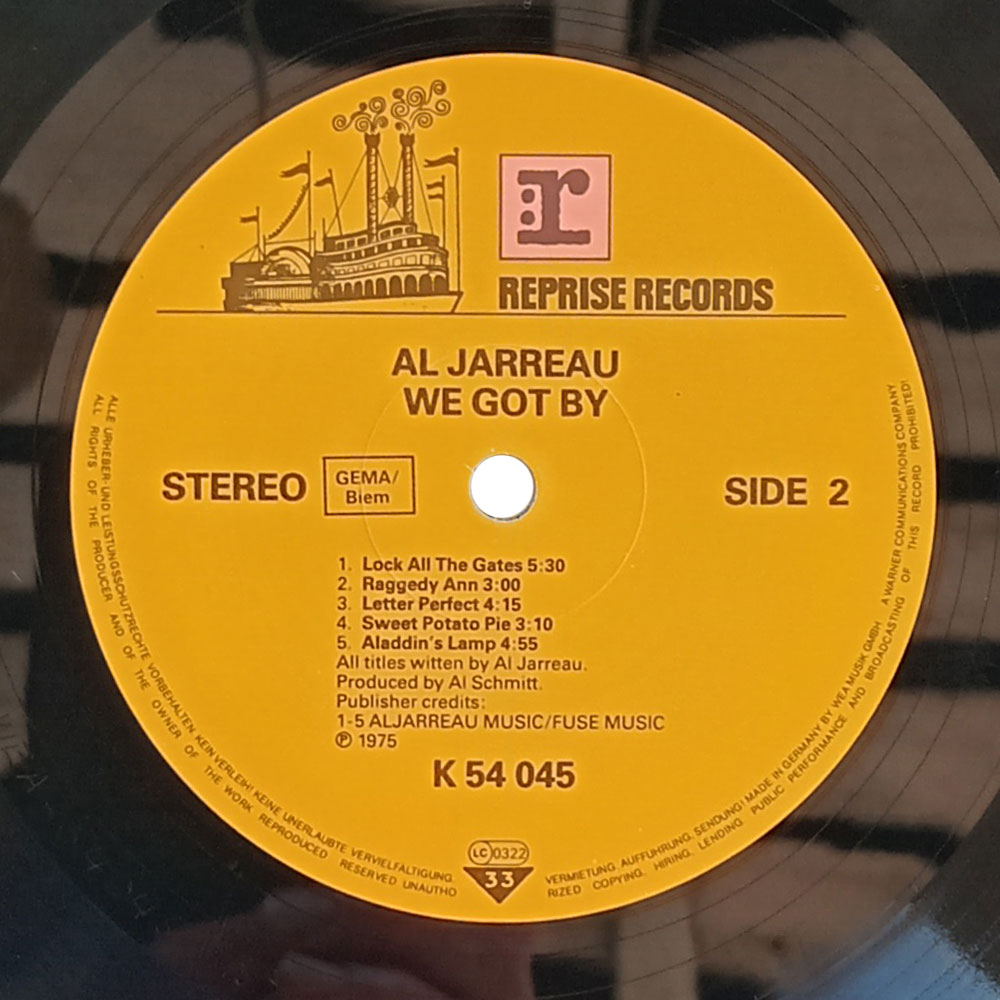 r
REPRISE RECORDS
AL JARREAU
WE GOT BY
STEREO
GEMA/
Biem
SIDE 2
1. Lock All The Gates 5:30
2. Raggedy Ann 3:00
3. Letter Perfect 4:15
4. Sweet Potato Pie 3:10
5. Aladdin's Lamp 4:55
All titles witten by Al Jarreau.
Produced by Al Schmitt.
Publisher credits:
1-5 ALJARREAU MUSIC/FUSE MUSIC
℗ 1975
K 54 045
LC 0322
33
ALLE URHEBER- UND LEISTUNGSSCHUTZRECHTE VORBEHALTEN. KEIN VERLEIH! KEINE UNERLAUBTE VERVIELFÄLTIGUNG. VERMIETUNG. AUFFÜHRUNG. SENDUNG! MADE IN GERMANY BY WEA MUSIK GMBH A WARNER COMMUNICATIONS COMPANY
ALL RIGHTS OF THE PRODUCER AND OF THE OWNER OF THE WORK REPRODUCED RESERVED UNAUTHORIZED COPYING, HIRING, LENDING PUBLIC PERFORMANCE AND BROADCASTING OF THIS RECORD PROHIBITED!